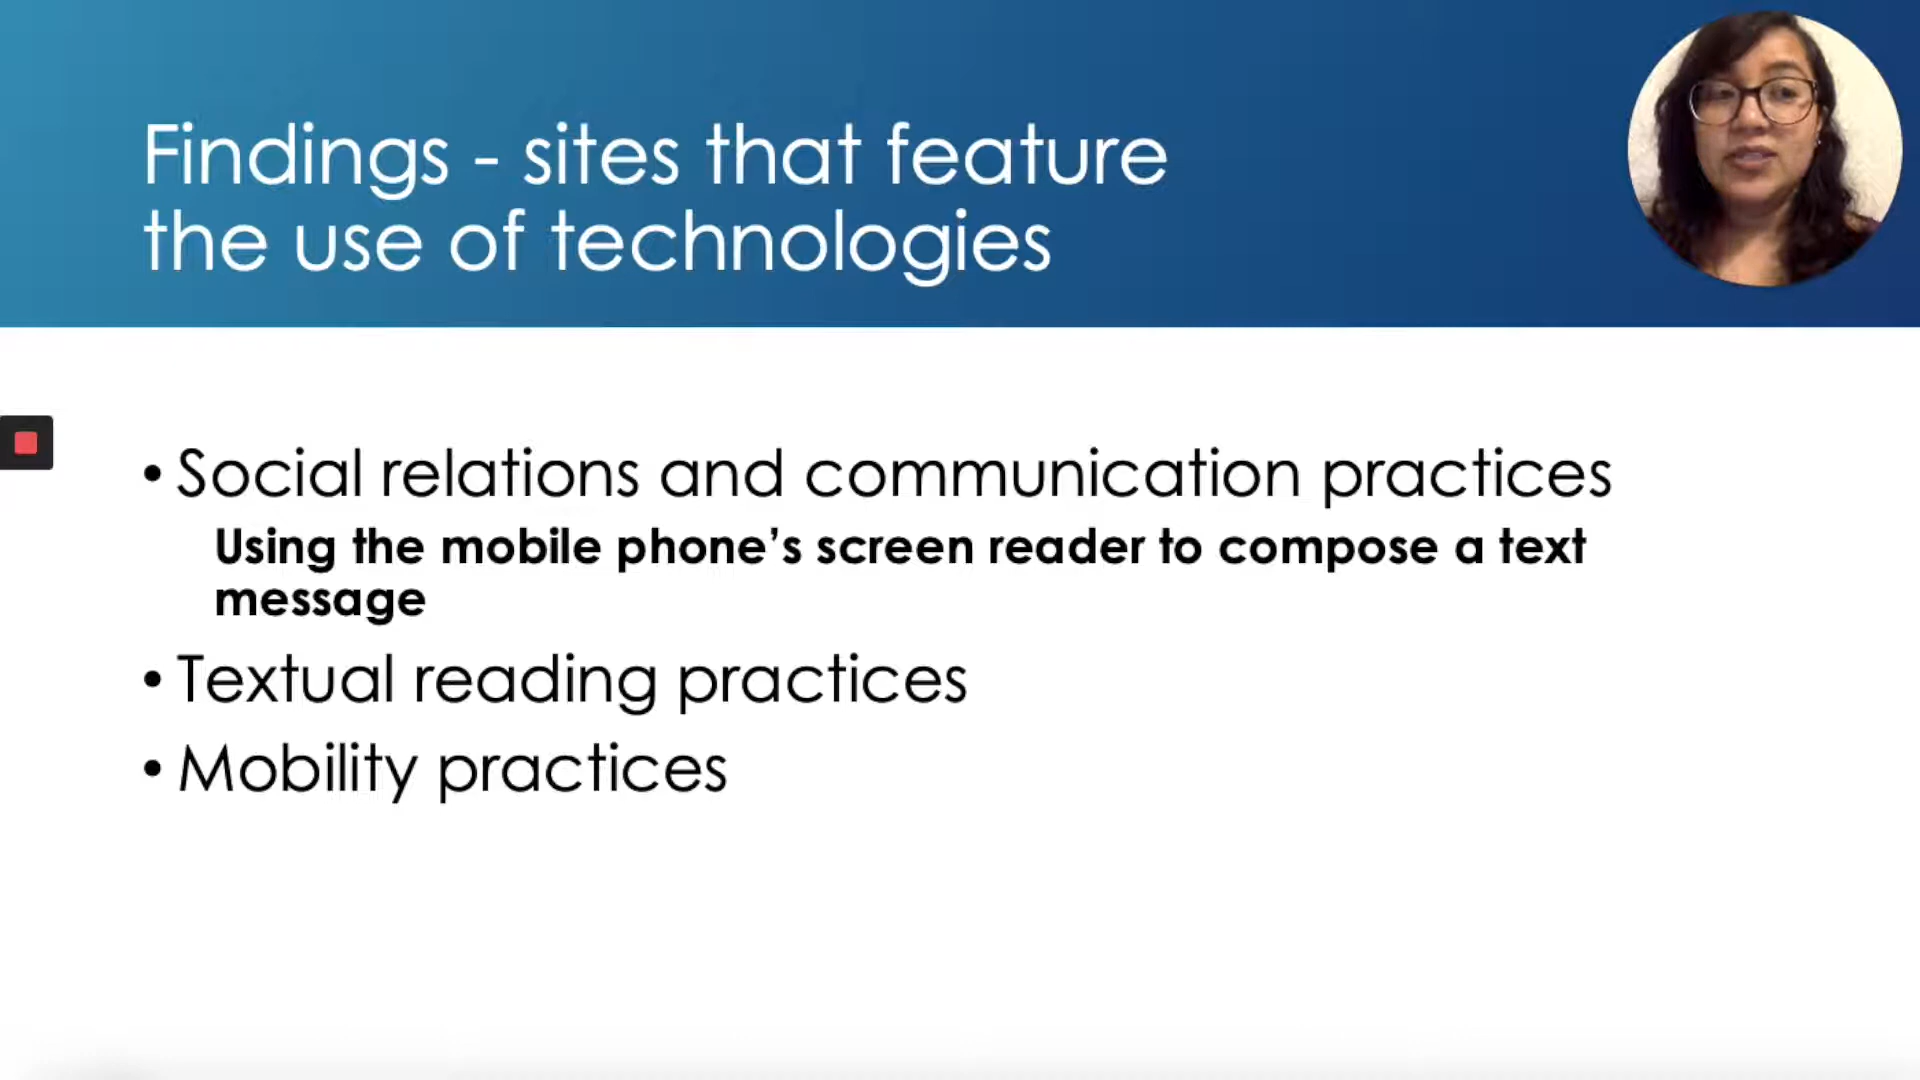 Findings - sites that feature
the use of technologies
• Social relations and communication practices
Using the mobile phone’s screen reader to compose a text
message
• Textual reading practices
• Mobility practices